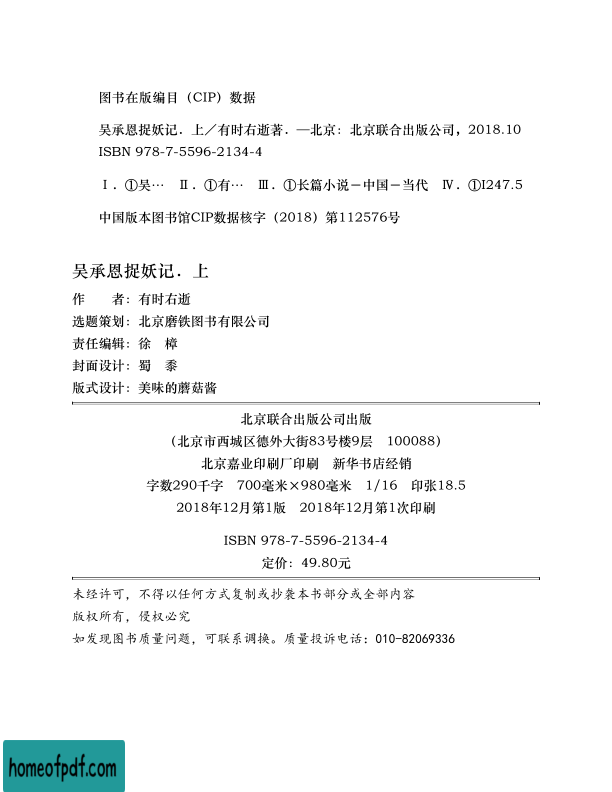 图书在版编目（CIP）数据
吴承恩捉妖记．上／有时右逝著．—北京：北京联合出版公司，2018.10
ISBN 978-7-5596-2134-4
Ⅰ．①吴…　Ⅱ．①有…　Ⅲ．①长篇小说－中国－当代　Ⅳ．①I247.5
中国版本图书馆CIP数据核字（2018）第112576号
吴承恩捉妖记．上
作　　者：有时右逝
选题策划：北京磨铁图书有限公司
责任编辑：徐　樟
封面设计：蜀　黍
版式设计：美味的蘑菇酱
北京联合出版公司出版
（北京市西城区德外大街83号楼9层　100088）
北京嘉业印刷厂印刷　新华书店经销
字数290千字　700毫米×980毫米　1/16　印张18.5
2018年12月第1版　2018年12月第1次印刷
ISBN 978-7-5596-2134-4
定价：49.80元
未经许可，不得以任何方式复制或抄袭本书部分或全部内容
版权所有，侵权必究
如发现图书质量问题，可联系调换。质量投诉电话：010-82069336
homeofpdf.com